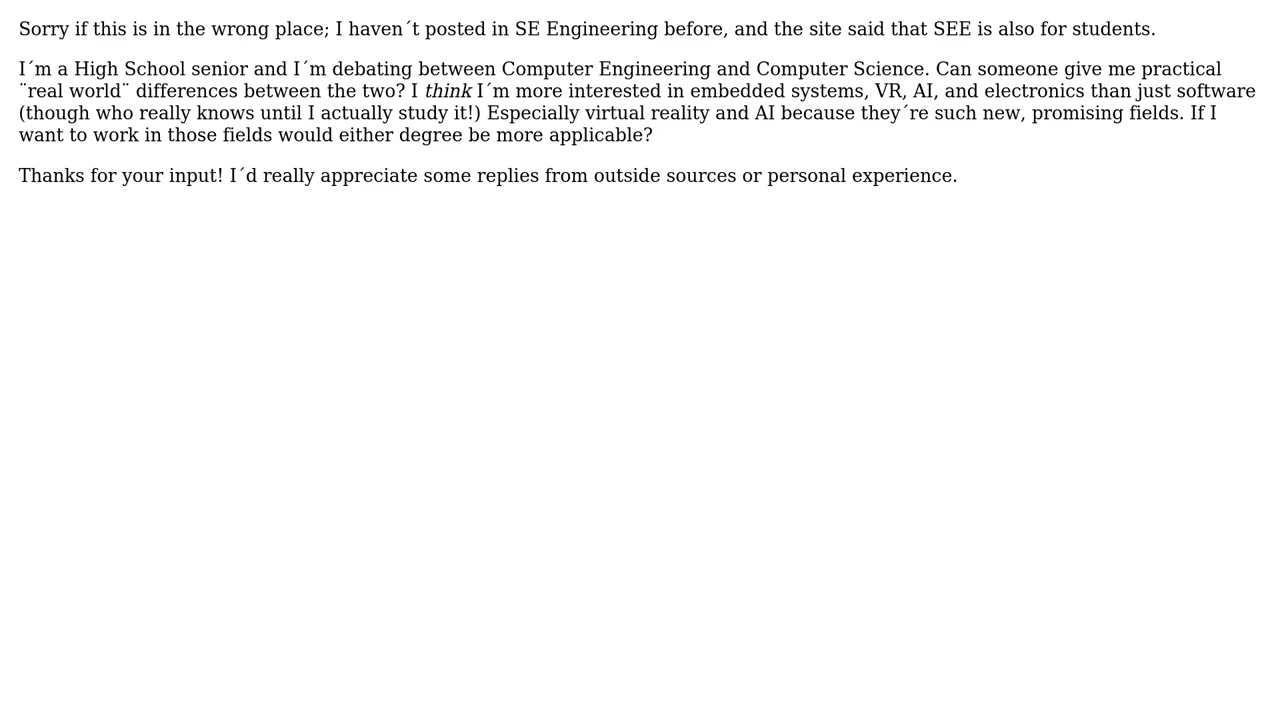 Sorry if this is in the wrong place; I haven´t posted in SE Engineering before, and the site said that SEE is also for students.
I´m a High School senior and I´m debating between Computer Engineering and Computer Science. Can someone give me practical
¨real world¨ differences between the two? I think I´m more interested in embedded systems, VR, AI, and electronics than just software
(though who really knows until I actually study it!) Especially virtual reality and AI because they´re such new, promising fields. If I
want to work in those fields would either degree be more applicable?
Thanks for your input! I´d really appreciate some replies from outside sources or personal experience.